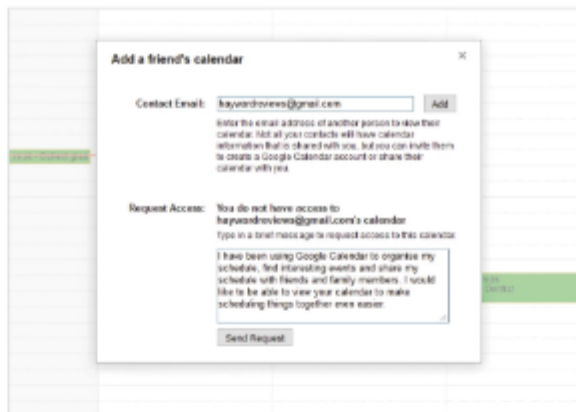 Add a friend's calendar
×
Contact Email: haywardreviews@gmail.com Add
Enter the email address of another person to view their
calendar. Not all your contacts will have calendar
information that is shared with you, but you can invite them
to create a Google Calendar account or share their
calendar with you.
Request Access: You do not have access to
haywardreviews@gmail.com's calendar
Type in a brief message to request access to this calendar.
I have been using Google Calendar to organise my
schedule, find interesting events and share my
schedule with friends and family members. I would
like to be able to view your calendar to make
scheduling things together even easier.
Send Request